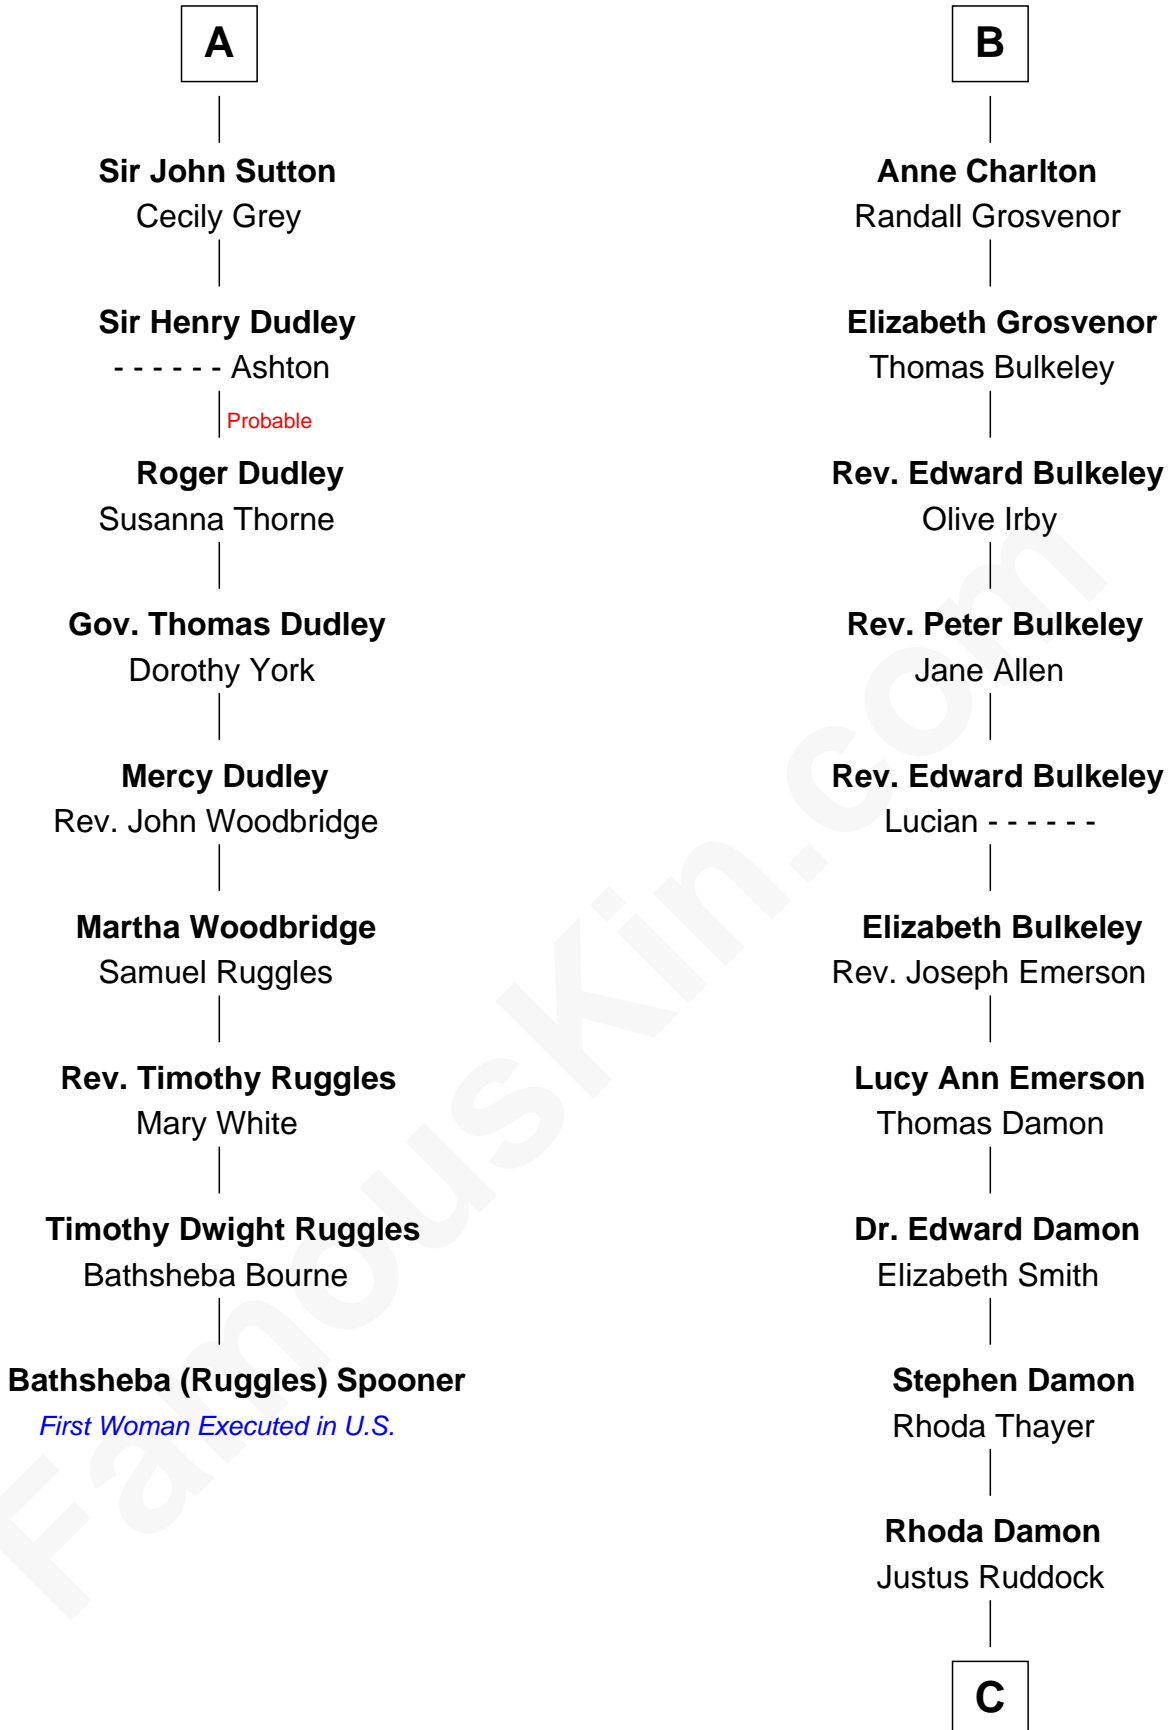 A
Sir John Sutton
Cecily Grey
Sir Henry Dudley
- - - - - - Ashton
Probable
Roger Dudley
Susanna Thorne
Gov. Thomas Dudley
Dorothy York
Mercy Dudley
Rev. John Woodbridge
Martha Woodbridge
Samuel Ruggles
Rev. Timothy Ruggles
Mary White
Timothy Dwight Ruggles
Bathsheba Bourne
Bathsheba (Ruggles) Spooner
First Woman Executed in U.S.
B
Anne Charlton
Randall Grosvenor
Elizabeth Grosvenor
Thomas Bulkeley
Rev. Edward Bulkeley
Olive Irby
Rev. Peter Bulkeley
Jane Allen
Rev. Edward Bulkeley
Lucian - - - - - -
Elizabeth Bulkeley
Rev. Joseph Emerson
Lucy Ann Emerson
Thomas Damon
Dr. Edward Damon
Elizabeth Smith
Stephen Damon
Rhoda Thayer
Rhoda Damon
Justus Ruddock
C
FamousKin.com